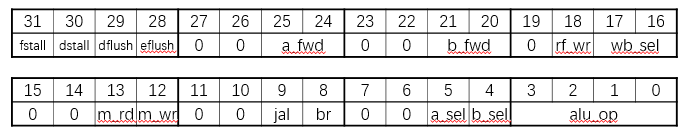 31 30 29 28 27 26 25 24 23 22 21 20 19 18 17 16
fstall dstall dflush eflush 0 0 a_fwd 0 0 b_fwd 0 rf_wr wb_sel
15 14 13 12 11 10 9 8 7 6 5 4 3 2 1 0
0 0 m_rd m_wr 0 0 jal br 0 0 a_sel b_sel alu_op